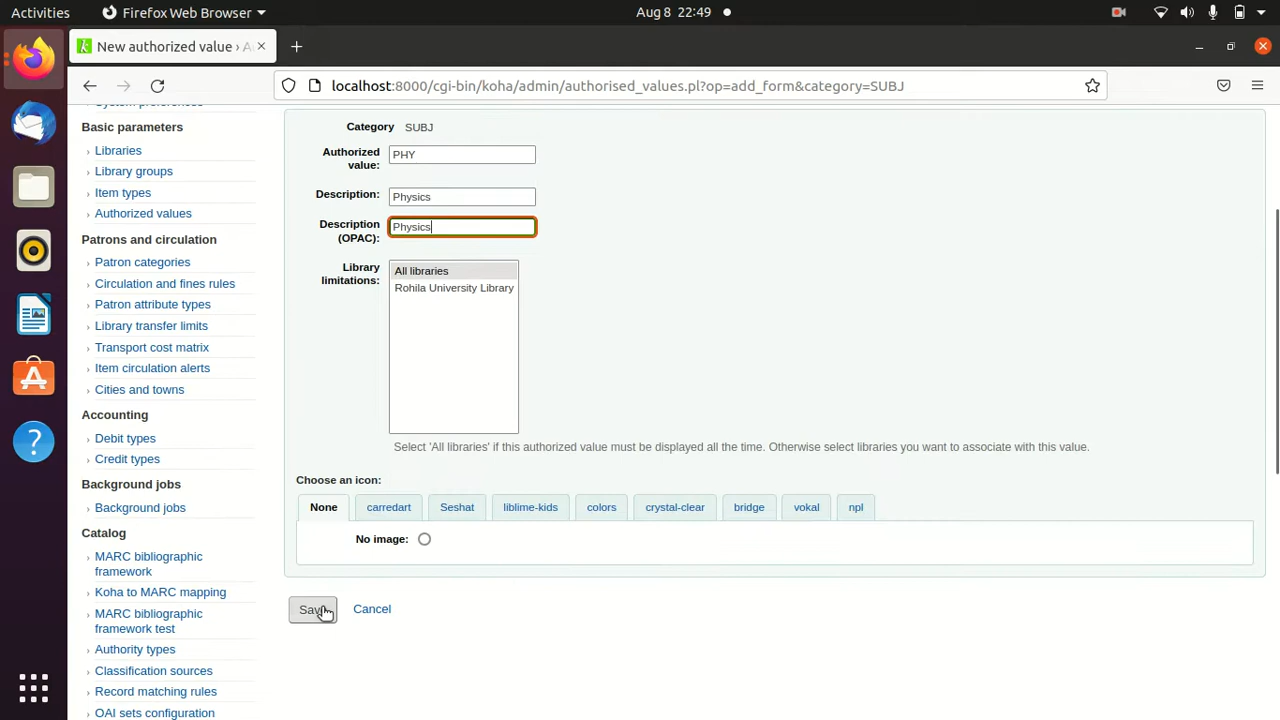 Activities
Firefox Web Browser
Aug 8 22:49
New authorized value › A
localhost:8000/cgi-bin/koha/admin/authorised_values.pl?op=add_form&category=SUBJ
System preferences
Basic parameters
Libraries
Library groups
Item types
Authorized values
Patrons and circulation
Patron categories
Circulation and fines rules
Patron attribute types
Library transfer limits
Transport cost matrix
Item circulation alerts
Cities and towns
Accounting
Debit types
Credit types
Background jobs
Background jobs
Catalog
MARC bibliographic
framework
Koha to MARC mapping
MARC bibliographic
framework test
Authority types
Classification sources
Record matching rules
OAI sets configuration
Category SUBJ
Authorized
value:
PHY
Description: Physics
Description
(OPAC):
Physics
Library
limitations:
All libraries
Rohila University Library
Select 'All libraries' if this authorized value must be displayed all the time. Otherwise select libraries you want to associate with this value.
Choose an icon:
None carredart Seshat liblime-kids colors crystal-clear bridge vokal npl
No image:
Save Cancel